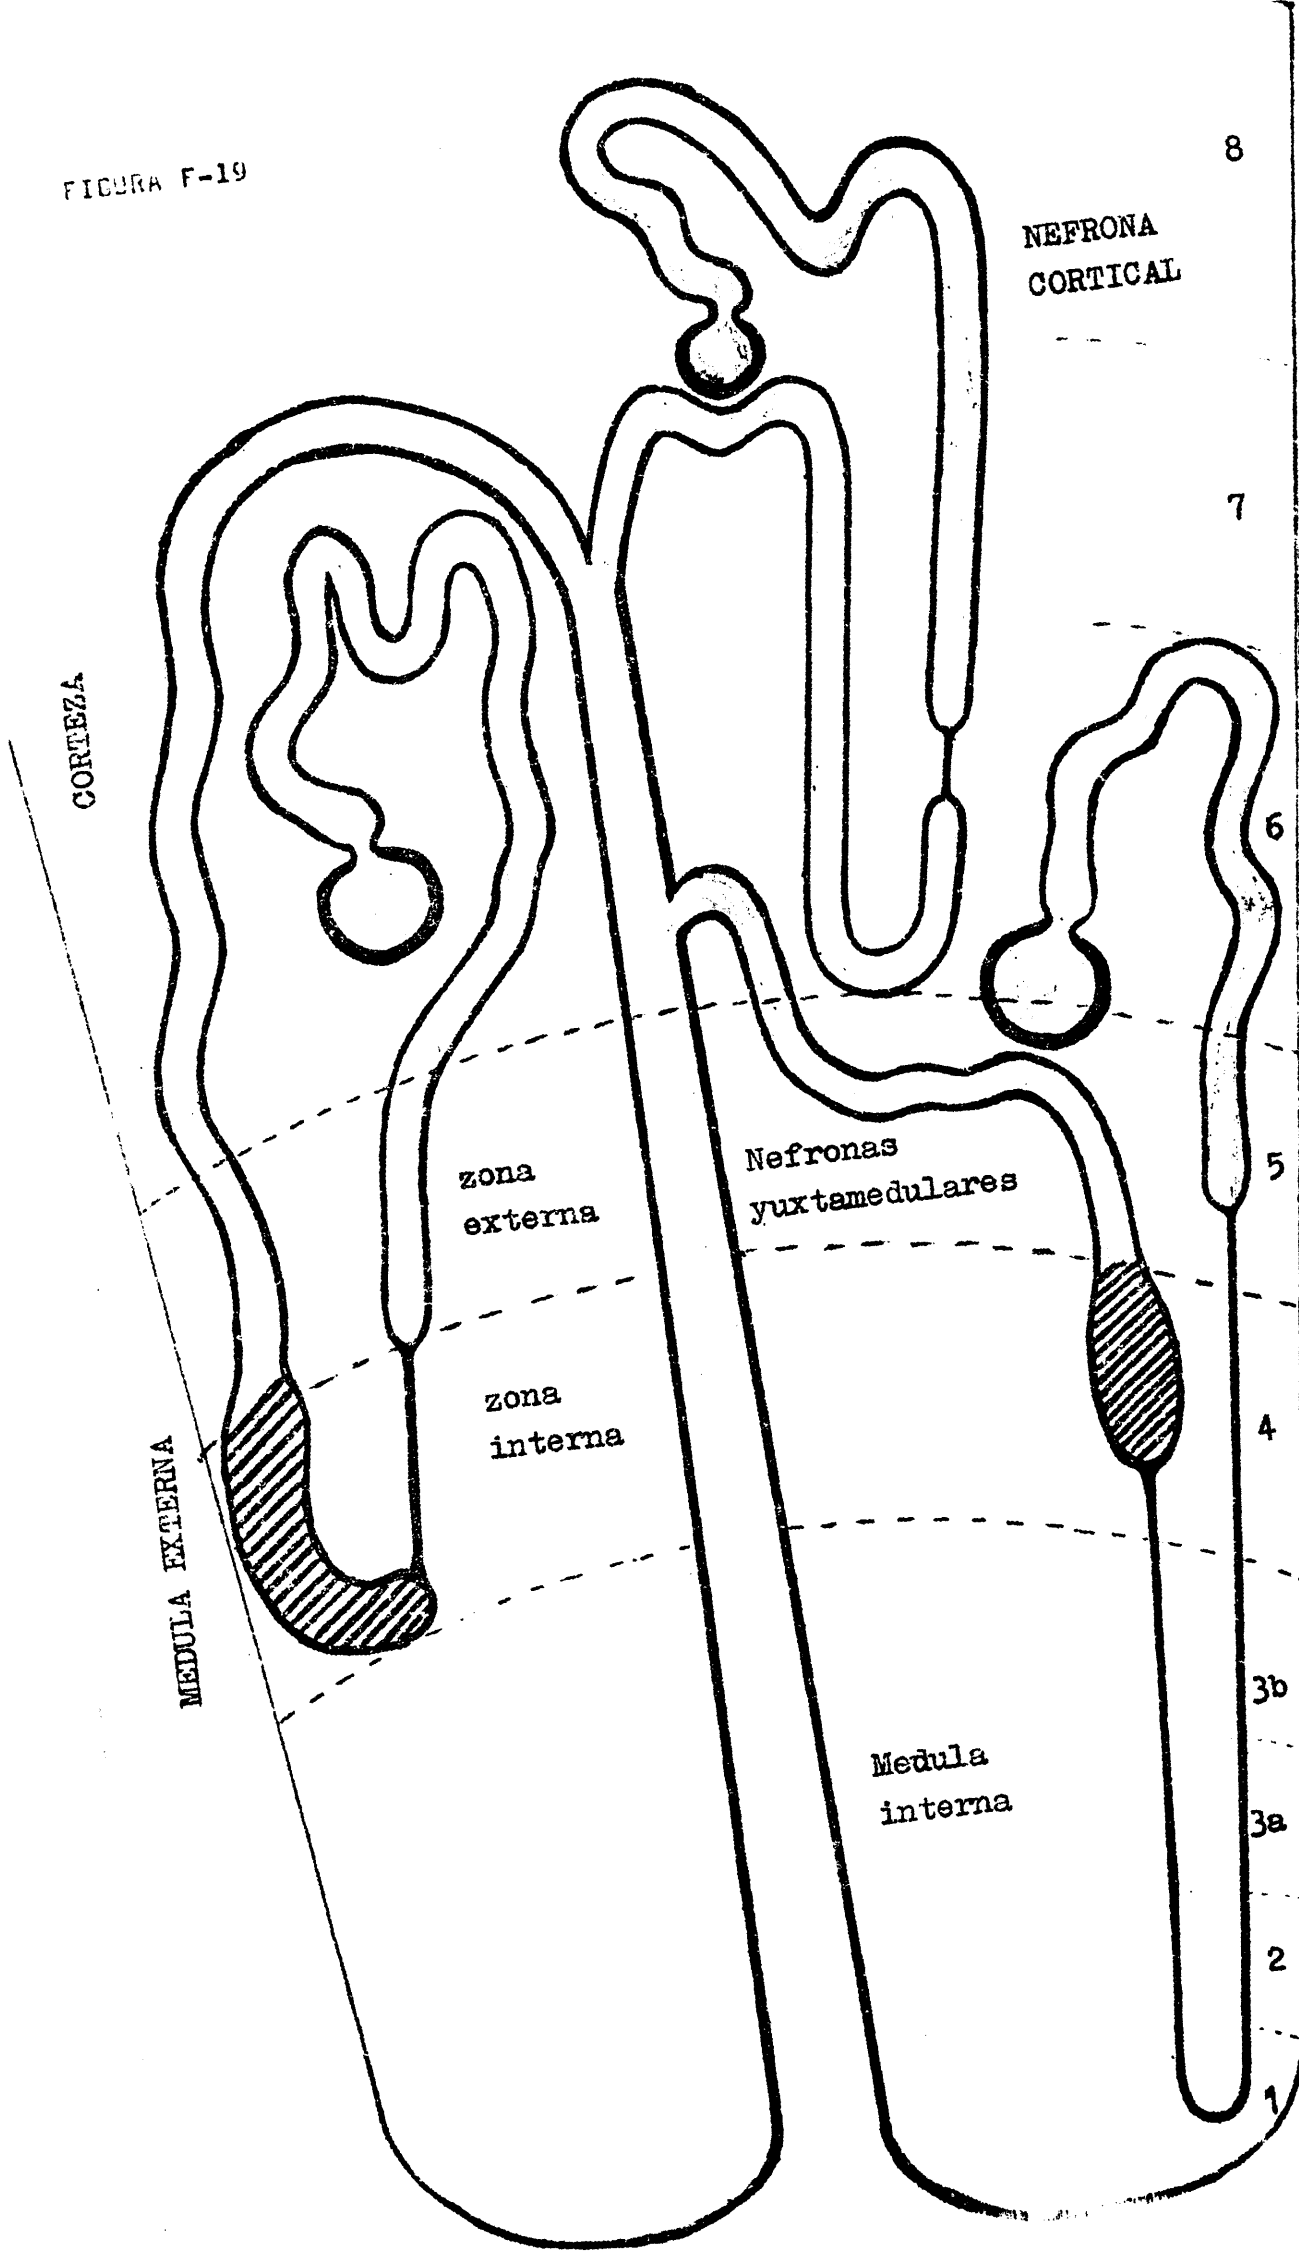 FIGURA F-19
8
NEFRONA
CORTICAL
7
CORTEZA
6
zona
externa
Nefronas
yuxtamedulares
5
zona
interna
4
MEDULA EXTERNA
3b
Medula
interna
3a
2
1